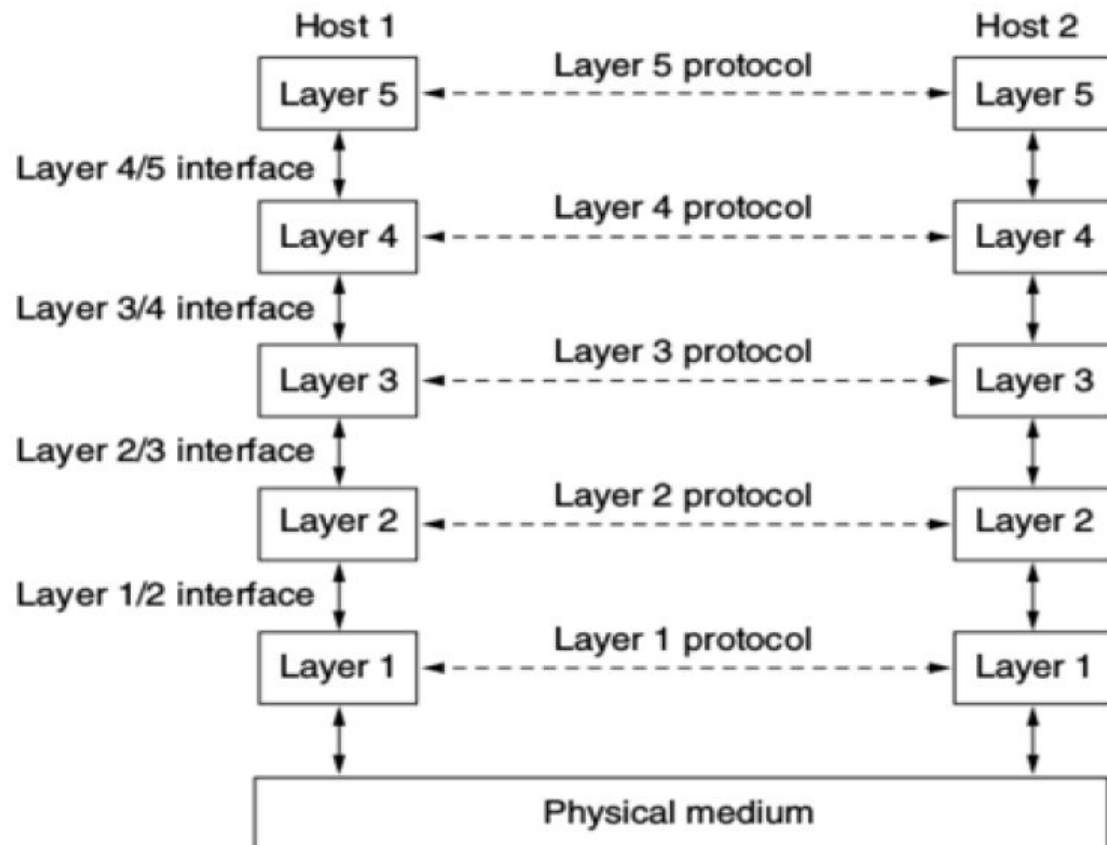 Host 1
Host 2
Layer 5
Layer 5 protocol
Layer 5
Layer 4/5 interface
Layer 4
Layer 4 protocol
Layer 4
Layer 3/4 interface
Layer 3
Layer 3 protocol
Layer 3
Layer 2/3 interface
Layer 2
Layer 2 protocol
Layer 2
Layer 1/2 interface
Layer 1
Layer 1 protocol
Layer 1
Physical medium